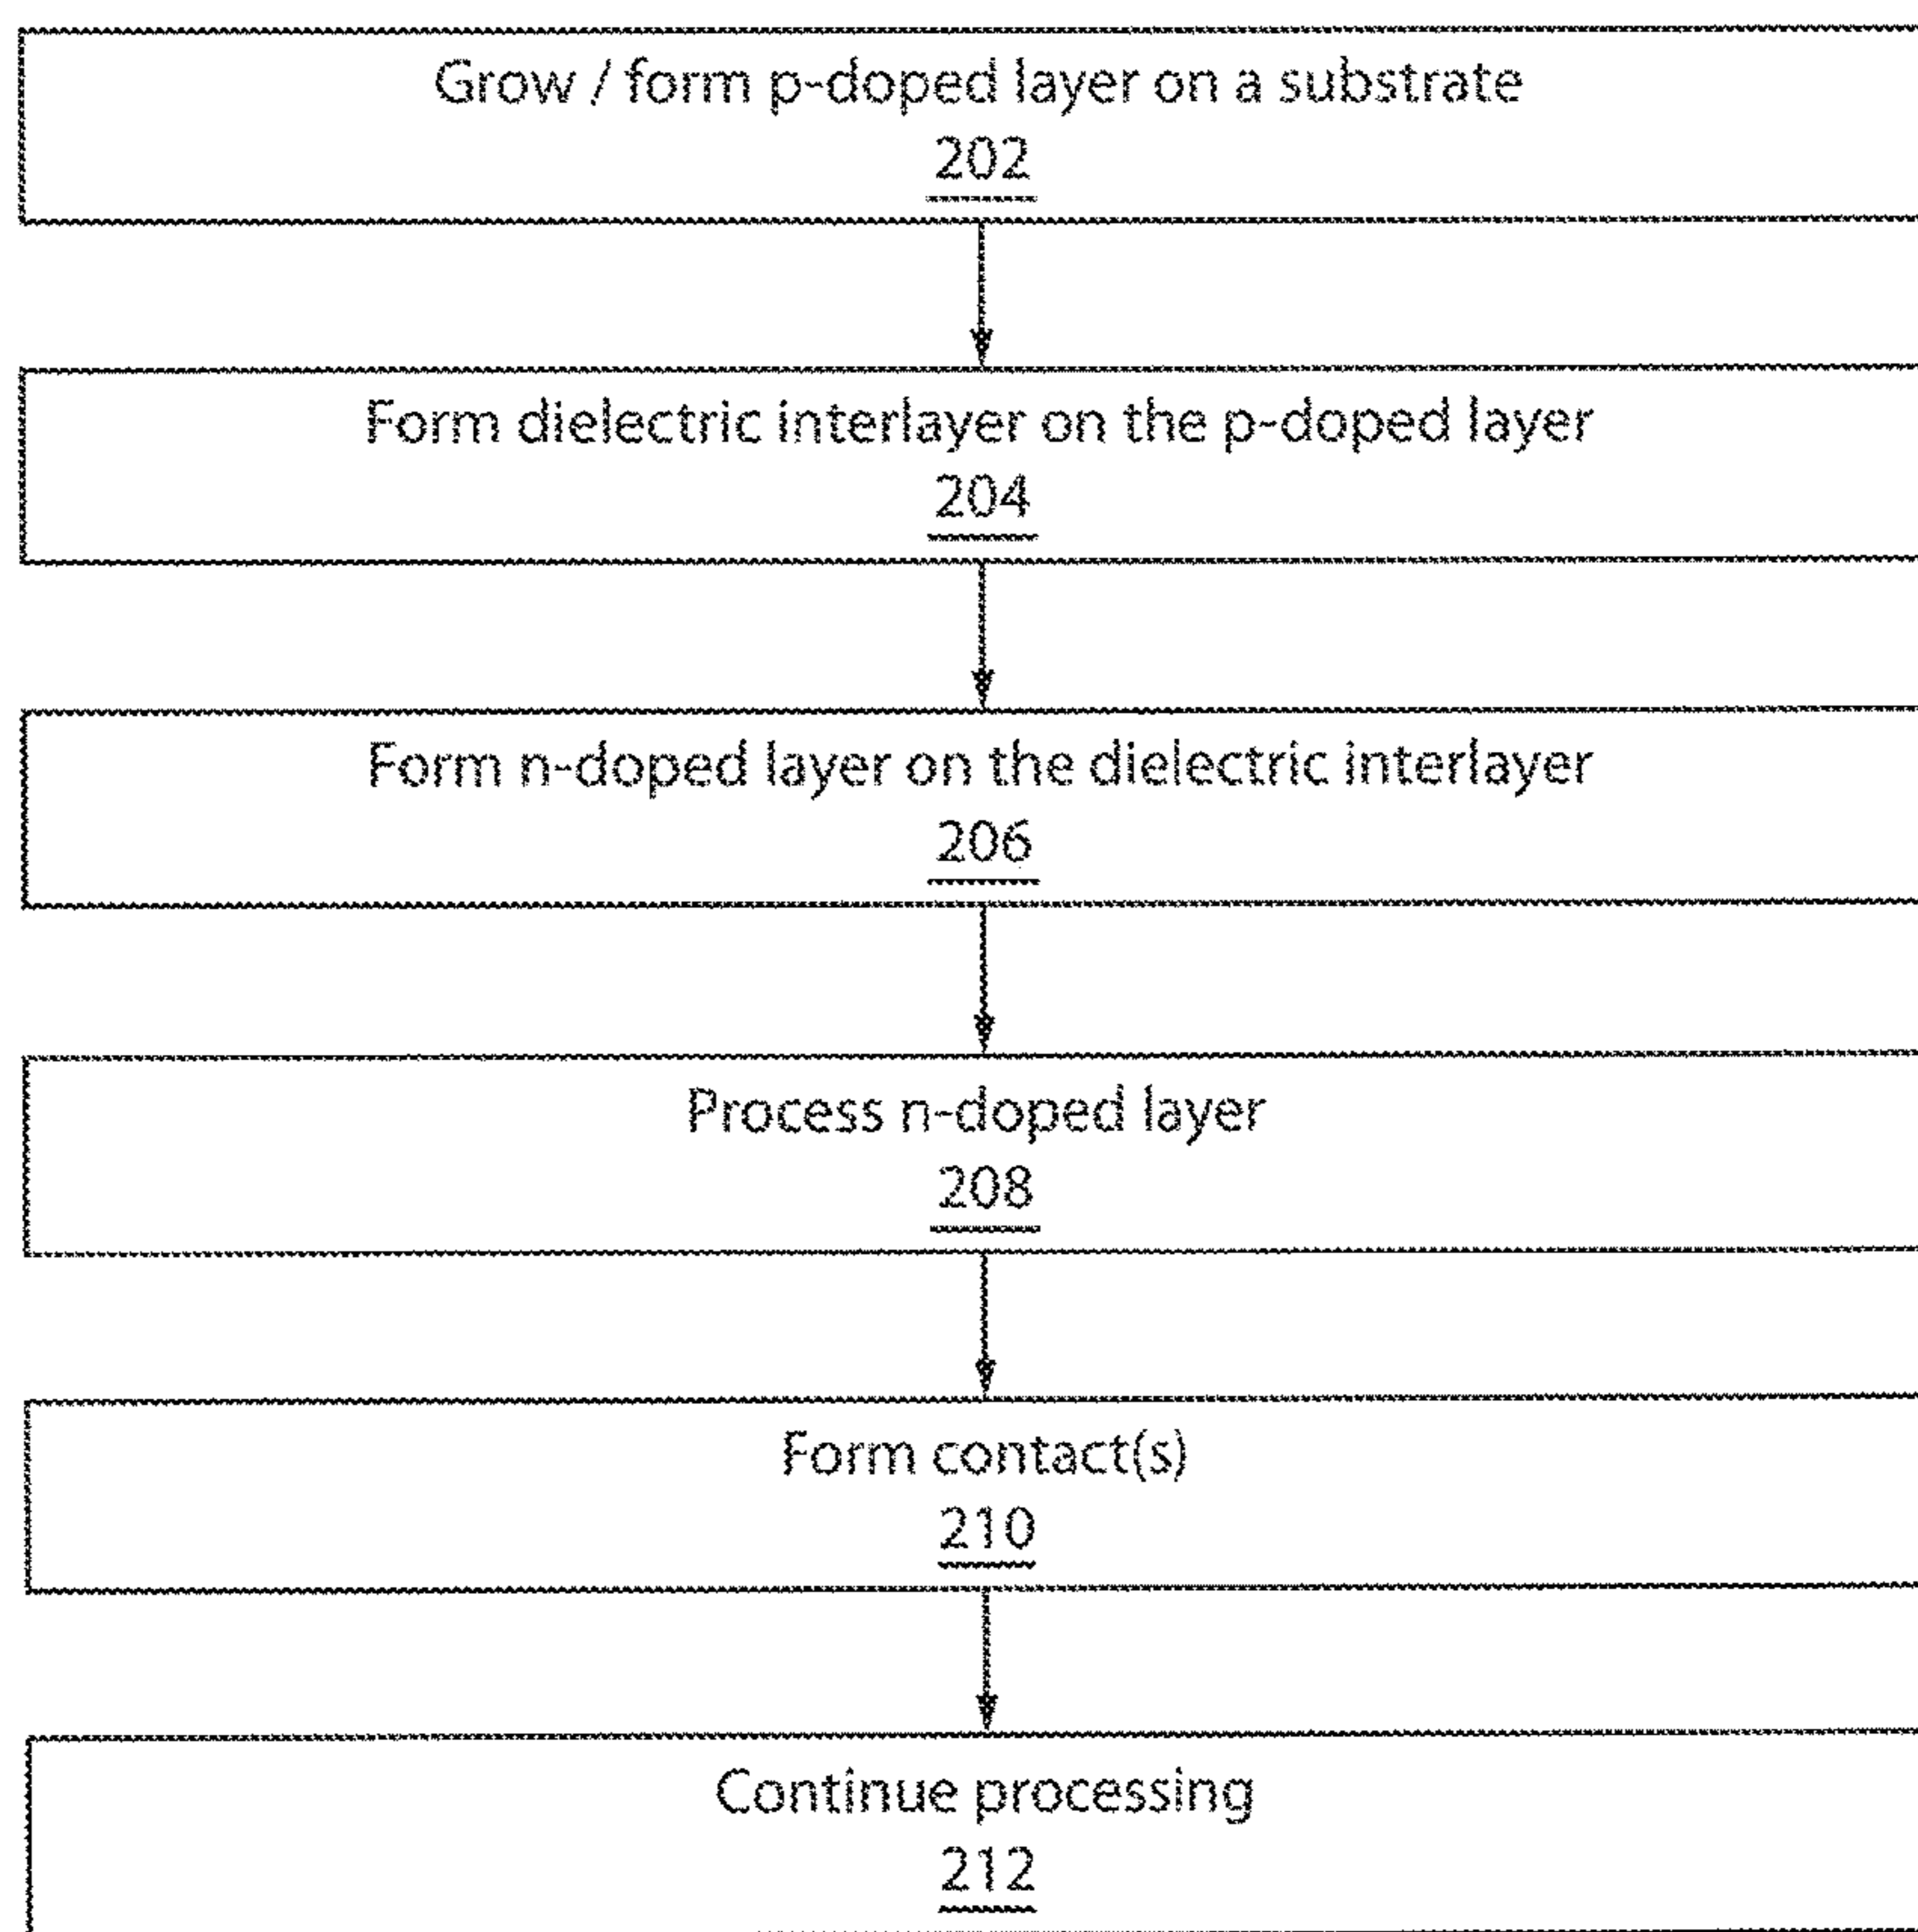 Grow / form p-doped layer on a substrate
202
Form dielectric interlayer on the p-doped layer
204
Form n-doped layer on the dielectric interlayer
206
Process n-doped layer
208
Form contact(s)
210
Continue processing
212